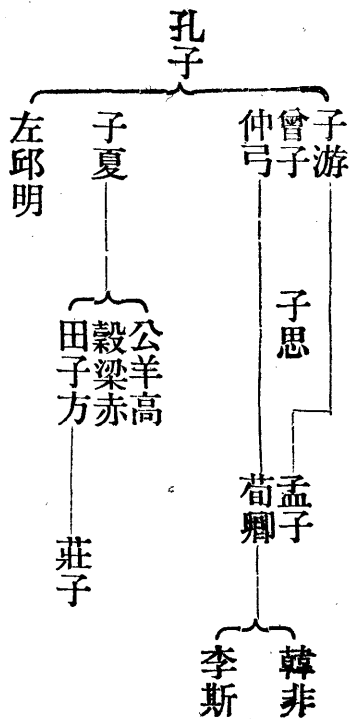 孔子
子游
曾子
仲弓
子夏
左邱明
子思
公羊高
穀梁赤
田子方
孟子
荀卿
莊子
韓非
李斯